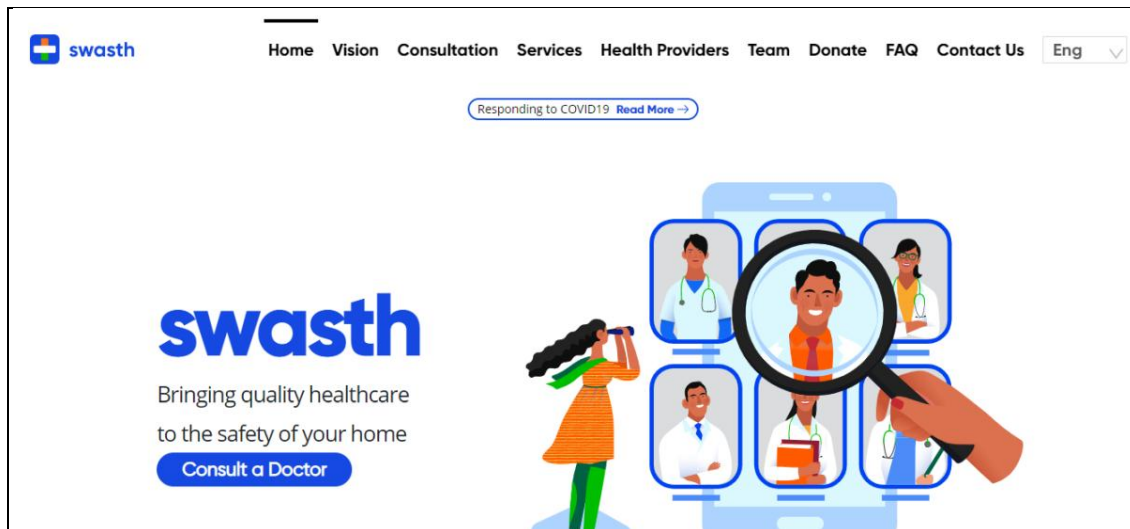 swasth
Home Vision Consultation Services Health Providers Team Donate FAQ Contact Us Eng
Responding to COVID19 Read More →
swasth
Bringing quality healthcare
to the safety of your home
Consult a Doctor